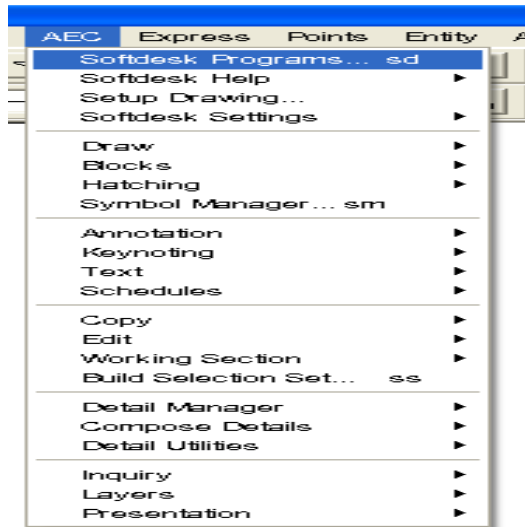 AEC Express Points Entity
Softdesk Programs... sd
Softdesk Help
Setup Drawing...
Softdesk Settings
Draw
Blocks
Hatching
Symbol Manager... sm
Annotation
Keynoting
Text
Schedules
Copy
Edit
Working Section
Build Selection Set... ss
Detail Manager
Compose Details
Detail Utilities
Inquiry
Layers
Presentation